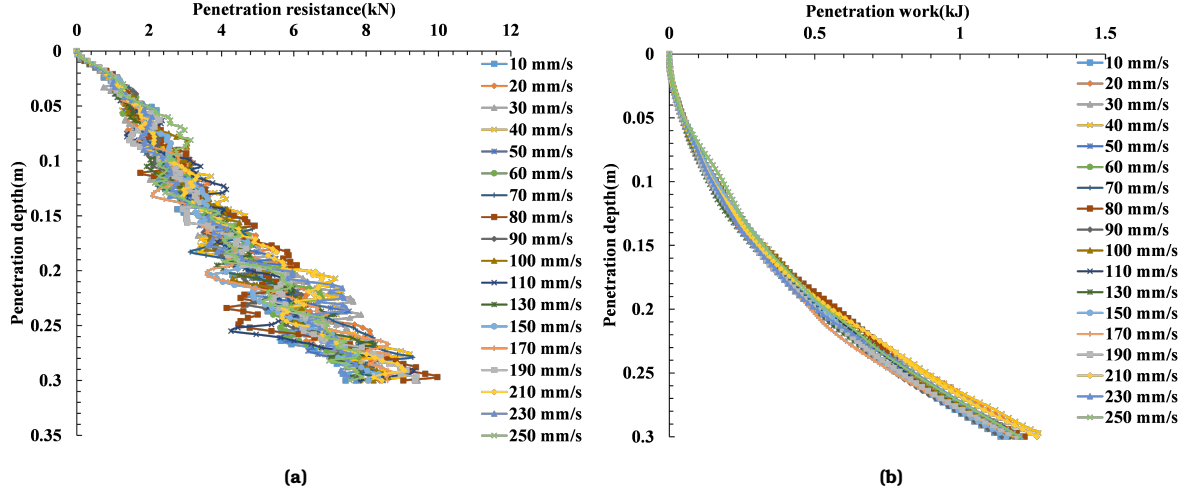 Penetration resistance(kN)
0 2 4 6 8 10 12
0
0.05
0.1
0.15
0.2
0.25
0.3
0.35
Penetration depth(m)
10 mm/s
20 mm/s
30 mm/s
40 mm/s
50 mm/s
60 mm/s
70 mm/s
80 mm/s
90 mm/s
100 mm/s
110 mm/s
130 mm/s
150 mm/s
170 mm/s
190 mm/s
210 mm/s
230 mm/s
250 mm/s
(a)
Penetration work(kJ)
0 0.5 1 1.5
0
0.05
0.1
0.15
0.2
0.25
0.3
Penetration depth(m)
10 mm/s
20 mm/s
30 mm/s
40 mm/s
50 mm/s
60 mm/s
70 mm/s
80 mm/s
90 mm/s
100 mm/s
110 mm/s
130 mm/s
150 mm/s
170 mm/s
190 mm/s
210 mm/s
230 mm/s
250 mm/s
(b)